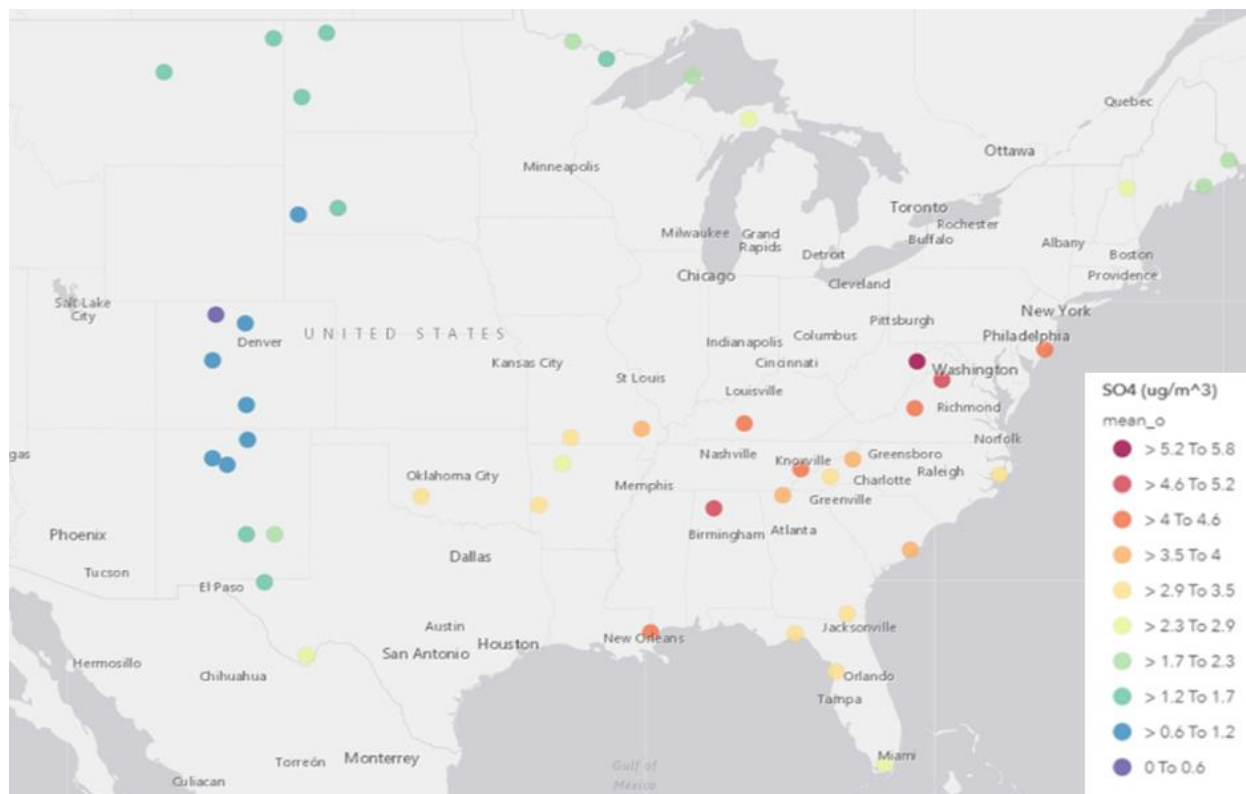 Quebec
Ottawa
Minneapolis
Toronto
Rochester
Milwaukee
Grand
Rapids
Buffalo
Albany
Detroit
Boston
Chicago
Providence
Cleveland
Salt Lake
City
New York
Pittsburgh
UNITED STATES
Denver
Columbus
Philadelphia
Indianapolis
Kansas City
Cincinnati
Washington
St Louis
Louisville
Richmond
Norfolk
gas
Nashville
Knoxville
Greensboro
Raleigh
Oklahoma City
Charlotte
Memphis
Greenville
Phoenix
Birmingham
Atlanta
Dallas
Tucson
El Paso
Austin
Jacksonville
New Orleans
Houston
San Antonio
Hermosillo
Chihuahua
Orlando
Tampa
Miami
Torreón
Monterrey
Gulf of
Mexico
Culiacan
SO4 (ug/m^3)
mean_o
> 5.2 To 5.8
> 4.6 To 5.2
> 4 To 4.6
> 3.5 To 4
> 2.9 To 3.5
> 2.3 To 2.9
> 1.7 To 2.3
> 1.2 To 1.7
> 0.6 To 1.2
0 To 0.6